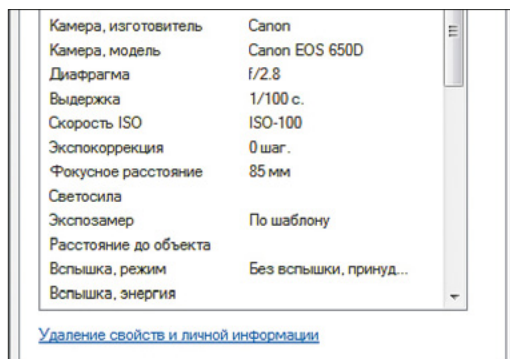 Камера, изготовитель Canon
Камера, модель Canon EOS 650D
Диафрагма f/2.8
Выдержка 1/100 с.
Скорость ISO ISO-100
Экспокоррекция 0 шаг.
Фокусное расстояние 85 мм
Светосила
Экспозамер По шаблону
Расстояние до объекта
Вспышка, режим Без вспышки, принуд...
Вспышка, энергия
Удаление свойств и личной информации